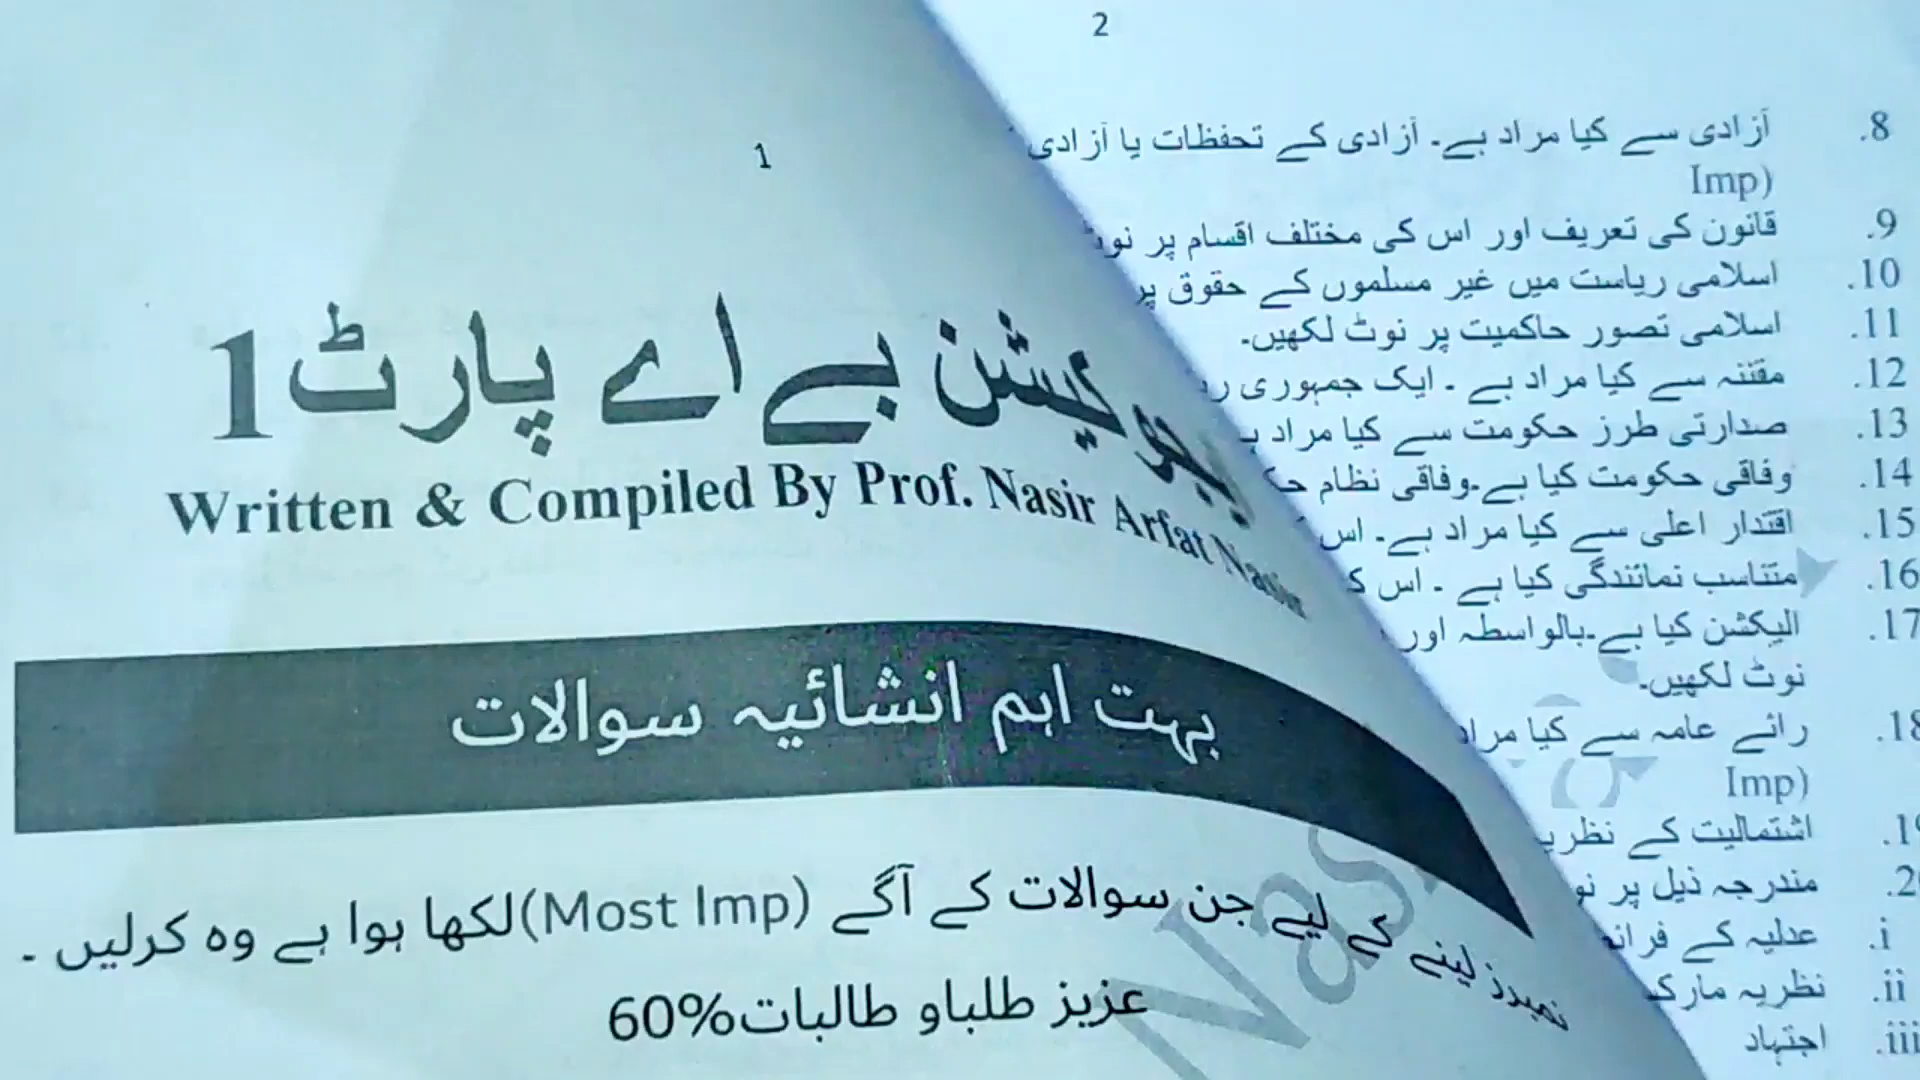 1
ایجوکیشن بی اے پارٹ 1
Written & Compiled By Prof. Nasir Arfat Nasir
بہت اہم انشائیہ سوالات
نمبرز لینے کے لیے جن سوالات کے آگے (Most Imp) لکھا ہوا ہے وہ کرلیں ۔
عزیز طلباو طالبات %60
Nas
2
8. آزادی سے کیا مراد ہے۔ آزادی کے تحفظات یا آزادی
Imp)
9. قانون کی تعریف اور اس کی مختلف اقسام پر نوٹ
10. اسلامی ریاست میں غیر مسلموں کے حقوق پر
11. اسلامی تصور حاکمیت پر نوٹ لکھیں۔
12. مقننہ سے کیا مراد ہے ۔ ایک جمہوری
13. صدارتی طرز حکومت سے کیا مراد
14. وفاقی حکومت کیا ہے۔وفاقی نظام
15. اقتدار اعلی سے کیا مراد ہے۔ اس
16. متناسب نمائندگی کیا ہے ۔ اس
17. الیکشن کیا ہے۔بالواسطہ اور
نوٹ لکھیں۔
18. رائے عامہ سے کیا مراد
Imp)
19. اشتمالیت کے
20. مندرجہ ذیل پر
i. عدلیہ کے
ii. نظریہ
iii. اجتہاد